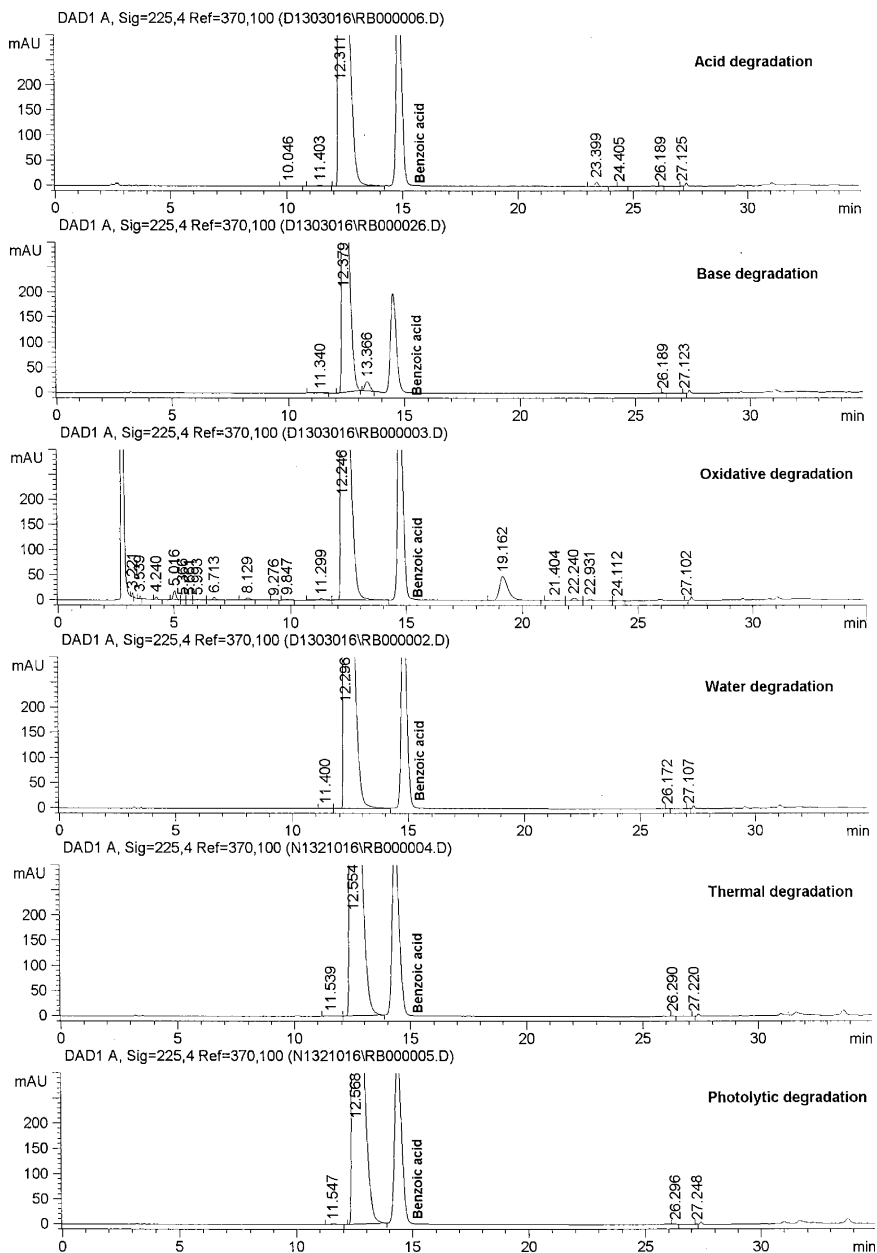 DAD1 A, Sig=225,4 Ref=370,100 (D1303016\RB000006.D)
mAU
Acid degradation
200
150
100
50
0
10.046
11.403
12.311
Benzoic acid
23.399
24.405
26.189
27.125
0 5 10 15 20 25 30 min
DAD1 A, Sig=225,4 Ref=370,100 (D1303016\RB000026.D)
mAU
Base degradation
200
150
100
50
0
11.340
12.379
13.366
Benzoic acid
26.189
27.123
0 5 10 15 20 25 30 min
DAD1 A, Sig=225,4 Ref=370,100 (D1303016\RB000003.D)
mAU
Oxidative degradation
200
150
100
50
0
3.221
3.539
4.240
5.016
5.993
6.713
8.129
9.276
9.847
11.299
12.246
Benzoic acid
19.162
21.404
22.240
22.931
24.112
27.102
0 5 10 15 20 25 30 min
DAD1 A, Sig=225,4 Ref=370,100 (D1303016\RB000002.D)
mAU
Water degradation
200
150
100
50
0
11.400
12.296
Benzoic acid
26.172
27.107
0 5 10 15 20 25 30 min
DAD1 A, Sig=225,4 Ref=370,100 (N1321016\RB000004.D)
mAU
Thermal degradation
200
150
100
50
0
11.539
12.554
Benzoic acid
26.290
27.220
0 5 10 15 20 25 30 min
DAD1 A, Sig=225,4 Ref=370,100 (N1321016\RB000005.D)
mAU
Photolytic degradation
200
150
100
50
0
11.547
12.568
Benzoic acid
26.296
27.248
0 5 10 15 20 25 30 min